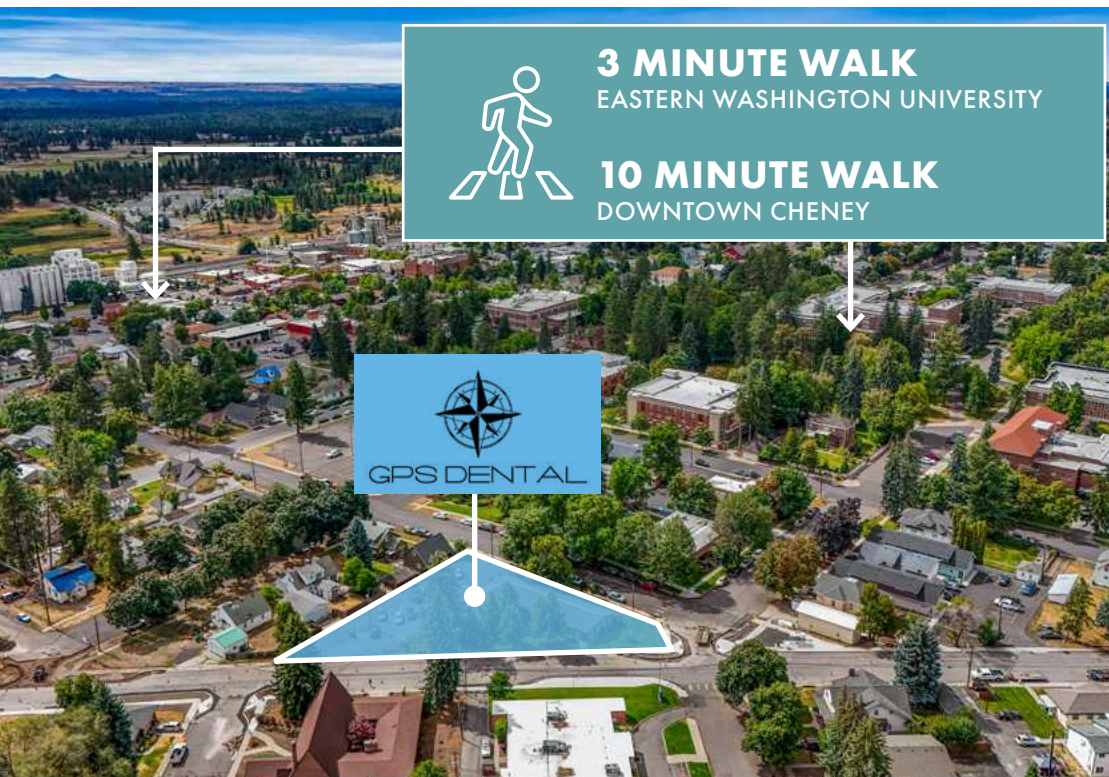 3 MINUTE WALK
EASTERN WASHINGTON UNIVERSITY
10 MINUTE WALK
DOWNTOWN CHENEY
GPS DENTAL